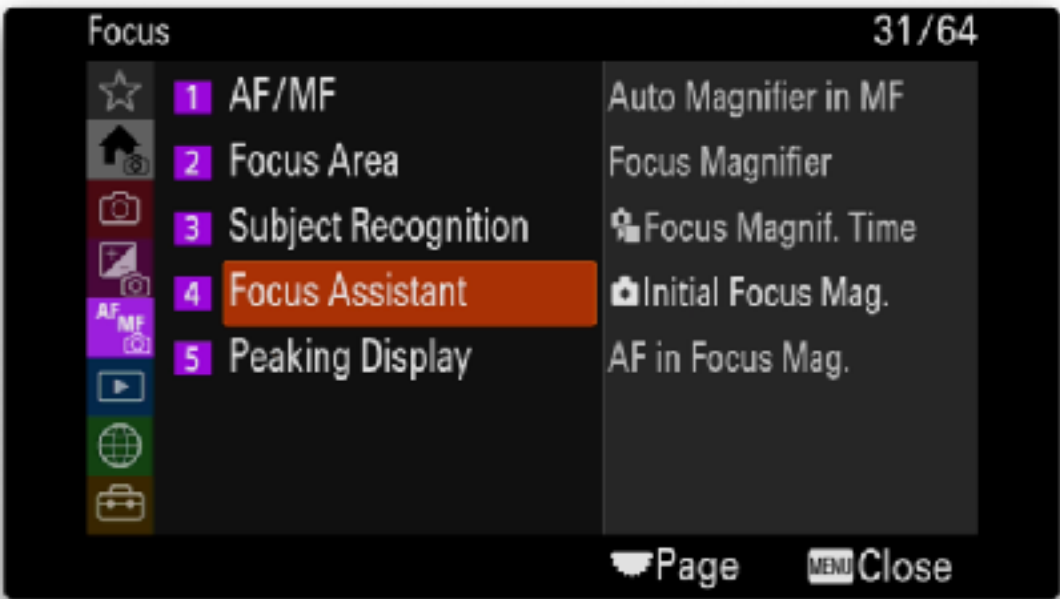 Focus 31/64
1 AF/MF
2 Focus Area
3 Subject Recognition
4 Focus Assistant
5 Peaking Display
AF MF
Auto Magnifier in MF
Focus Magnifier
Focus Magnif. Time
Initial Focus Mag.
AF in Focus Mag.
Page MENU Close